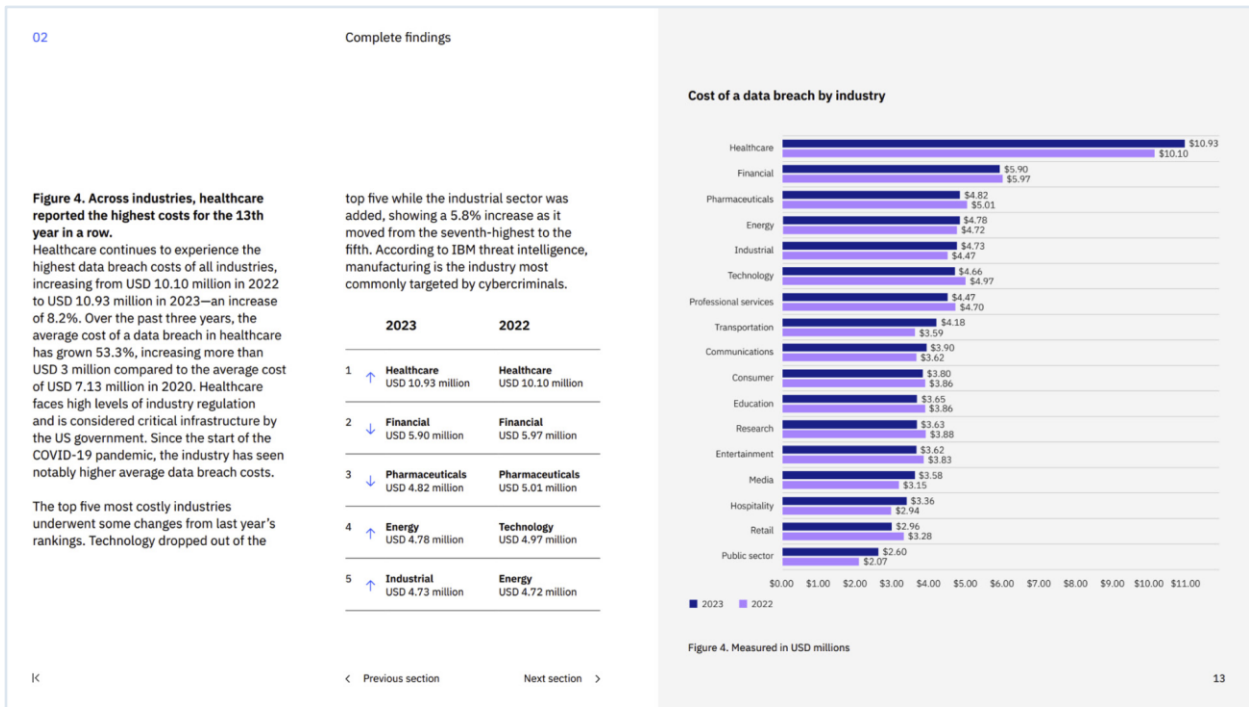 02
Complete findings
Figure 4. Across industries, healthcare
reported the highest costs for the 13th
year in a row.
Healthcare continues to experience the
highest data breach costs of all industries,
increasing from USD 10.10 million in 2022
to USD 10.93 million in 2023—an increase
of 8.2%. Over the past three years, the
average cost of a data breach in healthcare
has grown 53.3%, increasing more than
USD 3 million compared to the average cost
of USD 7.13 million in 2020. Healthcare
faces high levels of industry regulation
and is considered critical infrastructure by
the US government. Since the start of the
COVID-19 pandemic, the industry has seen
notably higher average data breach costs.
The top five most costly industries
underwent some changes from last year’s
rankings. Technology dropped out of the
top five while the industrial sector was
added, showing a 5.8% increase as it
moved from the seventh-highest to the
fifth. According to IBM threat intelligence,
manufacturing is the industry most
commonly targeted by cybercriminals.
2023 2022
1 ↑ Healthcare Healthcare
USD 10.93 million USD 10.10 million
2 ↓ Financial Financial
USD 5.90 million USD 5.97 million
3 ↓ Pharmaceuticals Pharmaceuticals
USD 4.82 million USD 5.01 million
4 ↑ Energy Technology
USD 4.78 million USD 4.97 million
5 ↑ Industrial Energy
USD 4.73 million USD 4.72 million
< Previous section Next section >
Cost of a data breach by industry
Healthcare $10.93
$10.10
Financial $5.90
$5.97
Pharmaceuticals $4.82
$5.01
Energy $4.78
$4.72
Industrial $4.73
$4.47
Technology $4.66
$4.97
Professional services $4.47
$4.70
Transportation $4.18
$3.59
Communications $3.90
$3.62
Consumer $3.80
$3.86
Education $3.65
$3.86
Research $3.63
$3.88
Entertainment $3.62
$3.83
Media $3.58
$3.15
Hospitality $3.36
$2.94
Retail $2.96
$3.28
Public sector $2.60
$2.07
$0.00 $1.00 $2.00 $3.00 $4.00 $5.00 $6.00 $7.00 $8.00 $9.00 $10.00 $11.00
2023 2022
Figure 4. Measured in USD millions
13